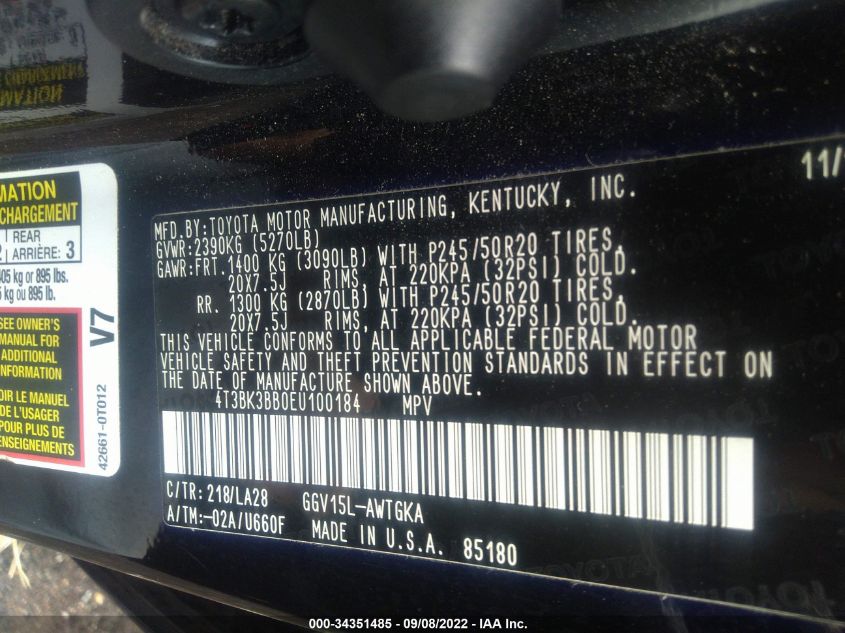 11/
MFD.BY:TOYOTA MOTOR MANUFACTURING, KENTUCKY, INC.
GVWR:2390KG (5270LB)
GAWR:FRT.1400 KG (3090LB) WITH P245/50R20 TIRES,
20X7.5J RIMS, AT 220KPA (32PSI) COLD.
RR. 1300 KG (2870LB) WITH P245/50R20 TIRES,
20X7.5J RIMS, AT 220KPA (32PSI) COLD.
THIS VEHICLE CONFORMS TO ALL APPLICABLE FEDERAL MOTOR
VEHICLE SAFETY AND THEFT PREVENTION STANDARDS IN EFFECT ON
THE DATE OF MANUFACTURE SHOWN ABOVE.
4T3BK3BB0EU100184 MPV
C/TR: 218/LA28 GGV15L-AWTGKA
A/TM:-02A/U660F MADE IN U.S.A. 85180
MATION
CHARGEMENT
2 REAR
ARRIÈRE: 3
405 kg or 895 lbs.
5 kg ou 895 lb.
SEE OWNER'S
MANUAL FOR
ADDITIONAL
INFORMATION
OIR LE MANUEL
DE L'USAGER
POUR PLUS DE
ENSEIGNEMENTS
V7
42661-0T012
000-34351485 - 09/08/2022 - IAA Inc.